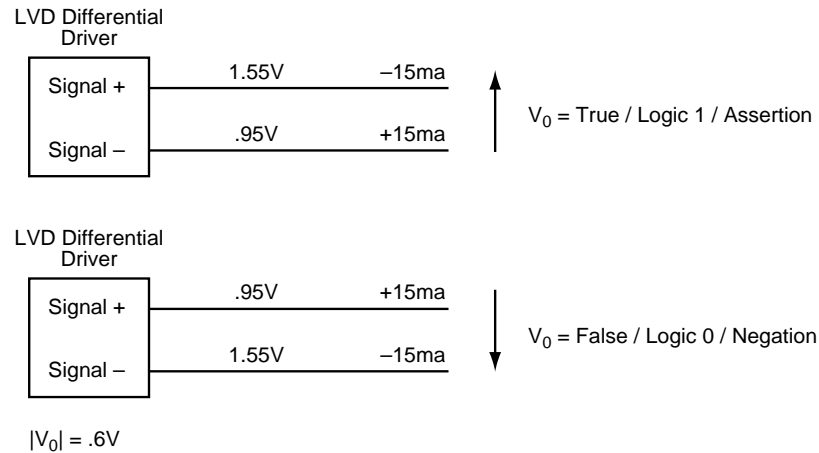 LVD Differential
Driver
Signal + 1.55V –15ma
V0 = True / Logic 1 / Assertion
Signal – .95V +15ma
LVD Differential
Driver
Signal + .95V +15ma
V0 = False / Logic 0 / Negation
Signal – 1.55V –15ma
|V0| = .6V